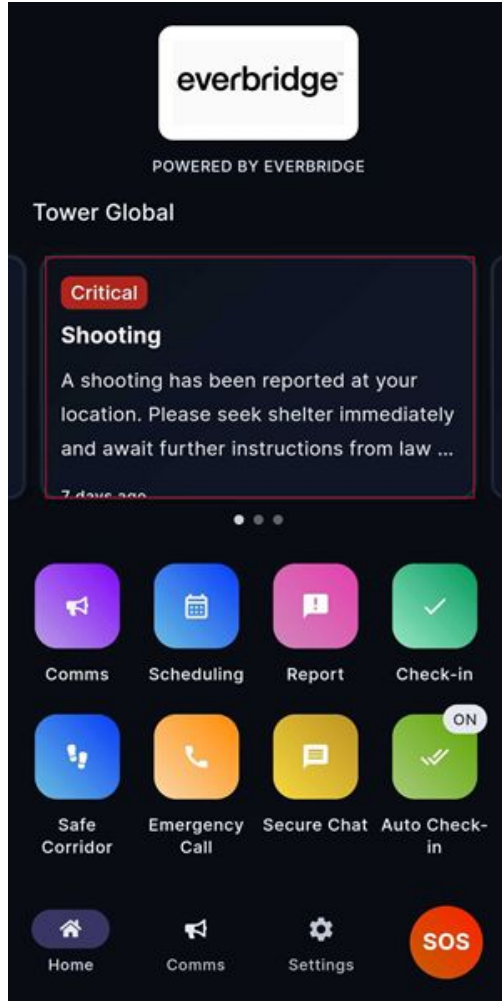 everbridge™
POWERED BY EVERBRIDGE
Tower Global
Critical
Shooting
A shooting has been reported at your
location. Please seek shelter immediately
and await further instructions from law ...
7 days ago
Comms
Scheduling
Report
Check-in
ON
Safe
Corridor
Emergency
Call
Secure Chat
Auto Check-
in
Home
Comms
Settings
SOS